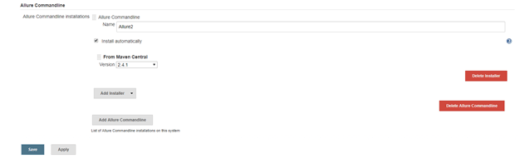 Allure Commandline
Allure Commandline installations
Allure Commandline
Name Allure2
Install automatically
From Maven Central
Version 2.4.1
Delete Installer
Add Installer
Delete Allure Commandline
Add Allure Commandline
List of Allure Commandline installations on this system
Save Apply